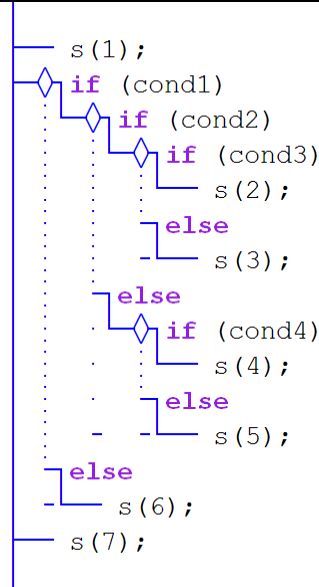 s(1);
if (cond1)
if (cond2)
if (cond3)
s(2);
else
s(3);
else
if (cond4)
s(4);
else
s(5);
else
s(6);
s(7);